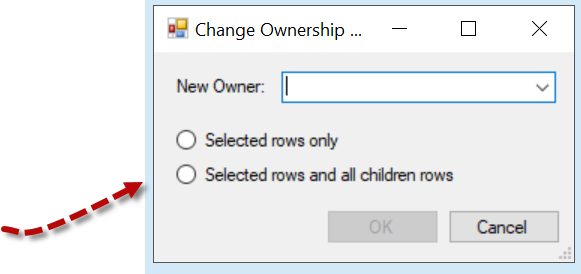 Change Ownership ...
New Owner:
Selected rows only
Selected rows and all children rows
OK Cancel